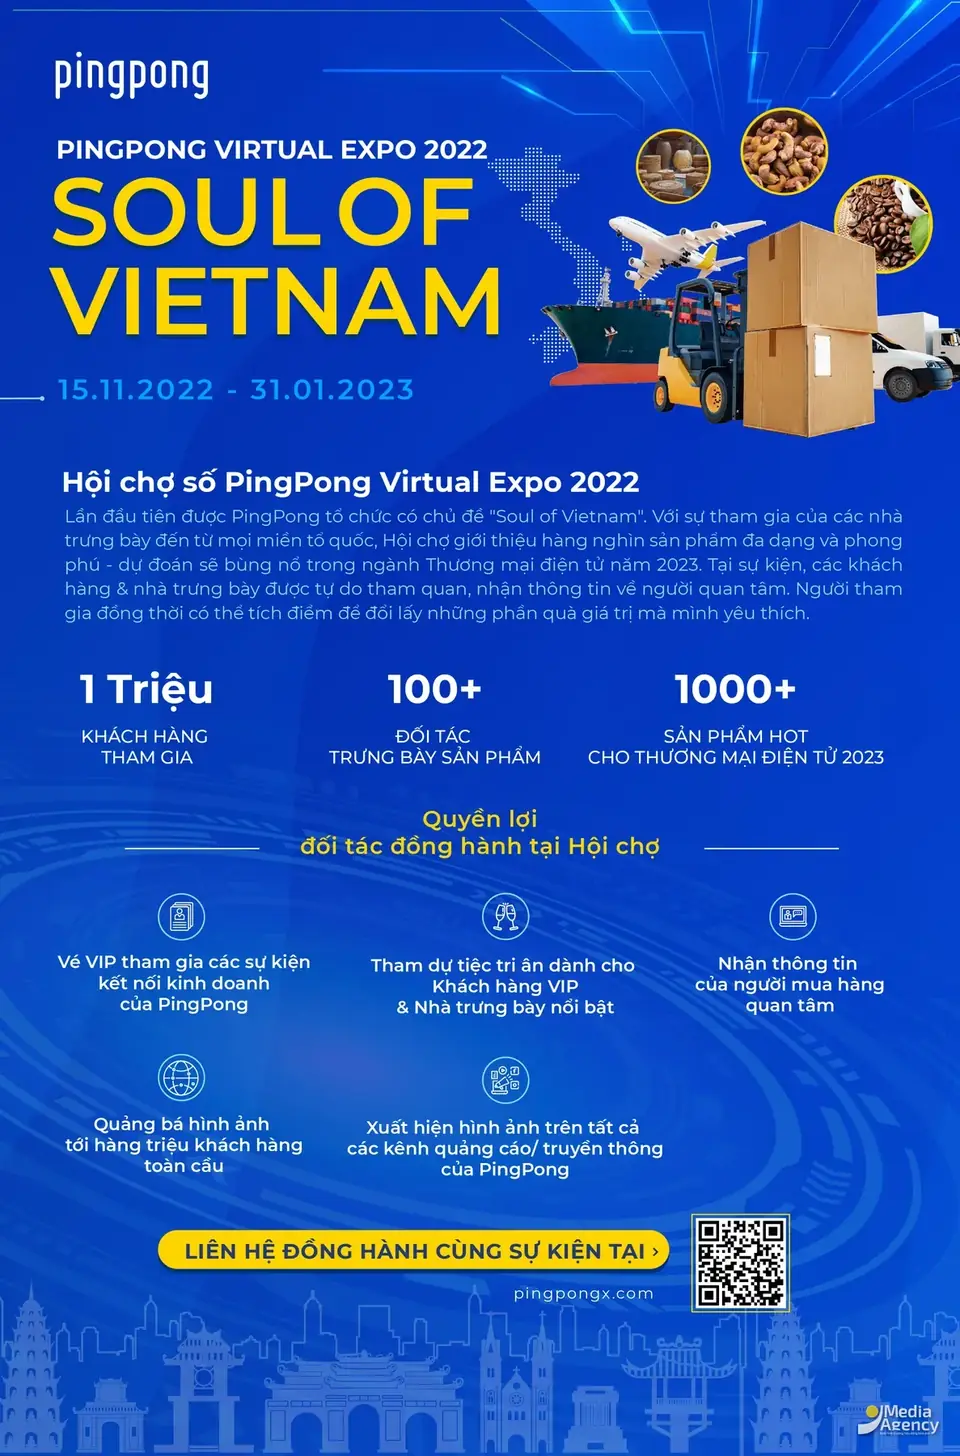 pingpong
PINGPONG VIRTUAL EXPO 2022
SOUL OF
VIETNAM
15.11.2022 - 31.01.2023
Hội chợ số PingPong Virtual Expo 2022
Lần đầu tiên được PingPong tổ chức có chủ đề "Soul of Vietnam". Với sự tham gia của các nhà
trưng bày đến từ mọi miền tổ quốc, Hội chợ giới thiệu hàng nghìn sản phẩm đa dạng và phong
phú - dự đoán sẽ bùng nổ trong ngành Thương mại điện tử năm 2023. Tại sự kiện, các khách
hàng & nhà trưng bày được tự do tham quan, nhận thông tin về người quan tâm. Người tham
gia đồng thời có thể tích điểm để đổi lấy những phần quà giá trị mà mình yêu thích.
1 Triệu
KHÁCH HÀNG
THAM GIA
100+
ĐỐI TÁC
TRƯNG BÀY SẢN PHẨM
1000+
SẢN PHẨM HOT
CHO THƯƠNG MẠI ĐIỆN TỬ 2023
Quyền lợi
đối tác đồng hành tại Hội chợ
Vé VIP tham gia các sự kiện
kết nối kinh doanh
của PingPong
Tham dự tiệc tri ân dành cho
Khách hàng VIP
& Nhà trưng bày nổi bật
Nhận thông tin
của người mua hàng
quan tâm
Quảng bá hình ảnh
tới hàng triệu khách hàng
toàn cầu
Xuất hiện hình ảnh trên tất cả
các kênh quảng cáo/ truyền thông
của PingPong
LIÊN HỆ ĐỒNG HÀNH CÙNG SỰ KIỆN TẠI ›
pingpongx.com
Media
Agency